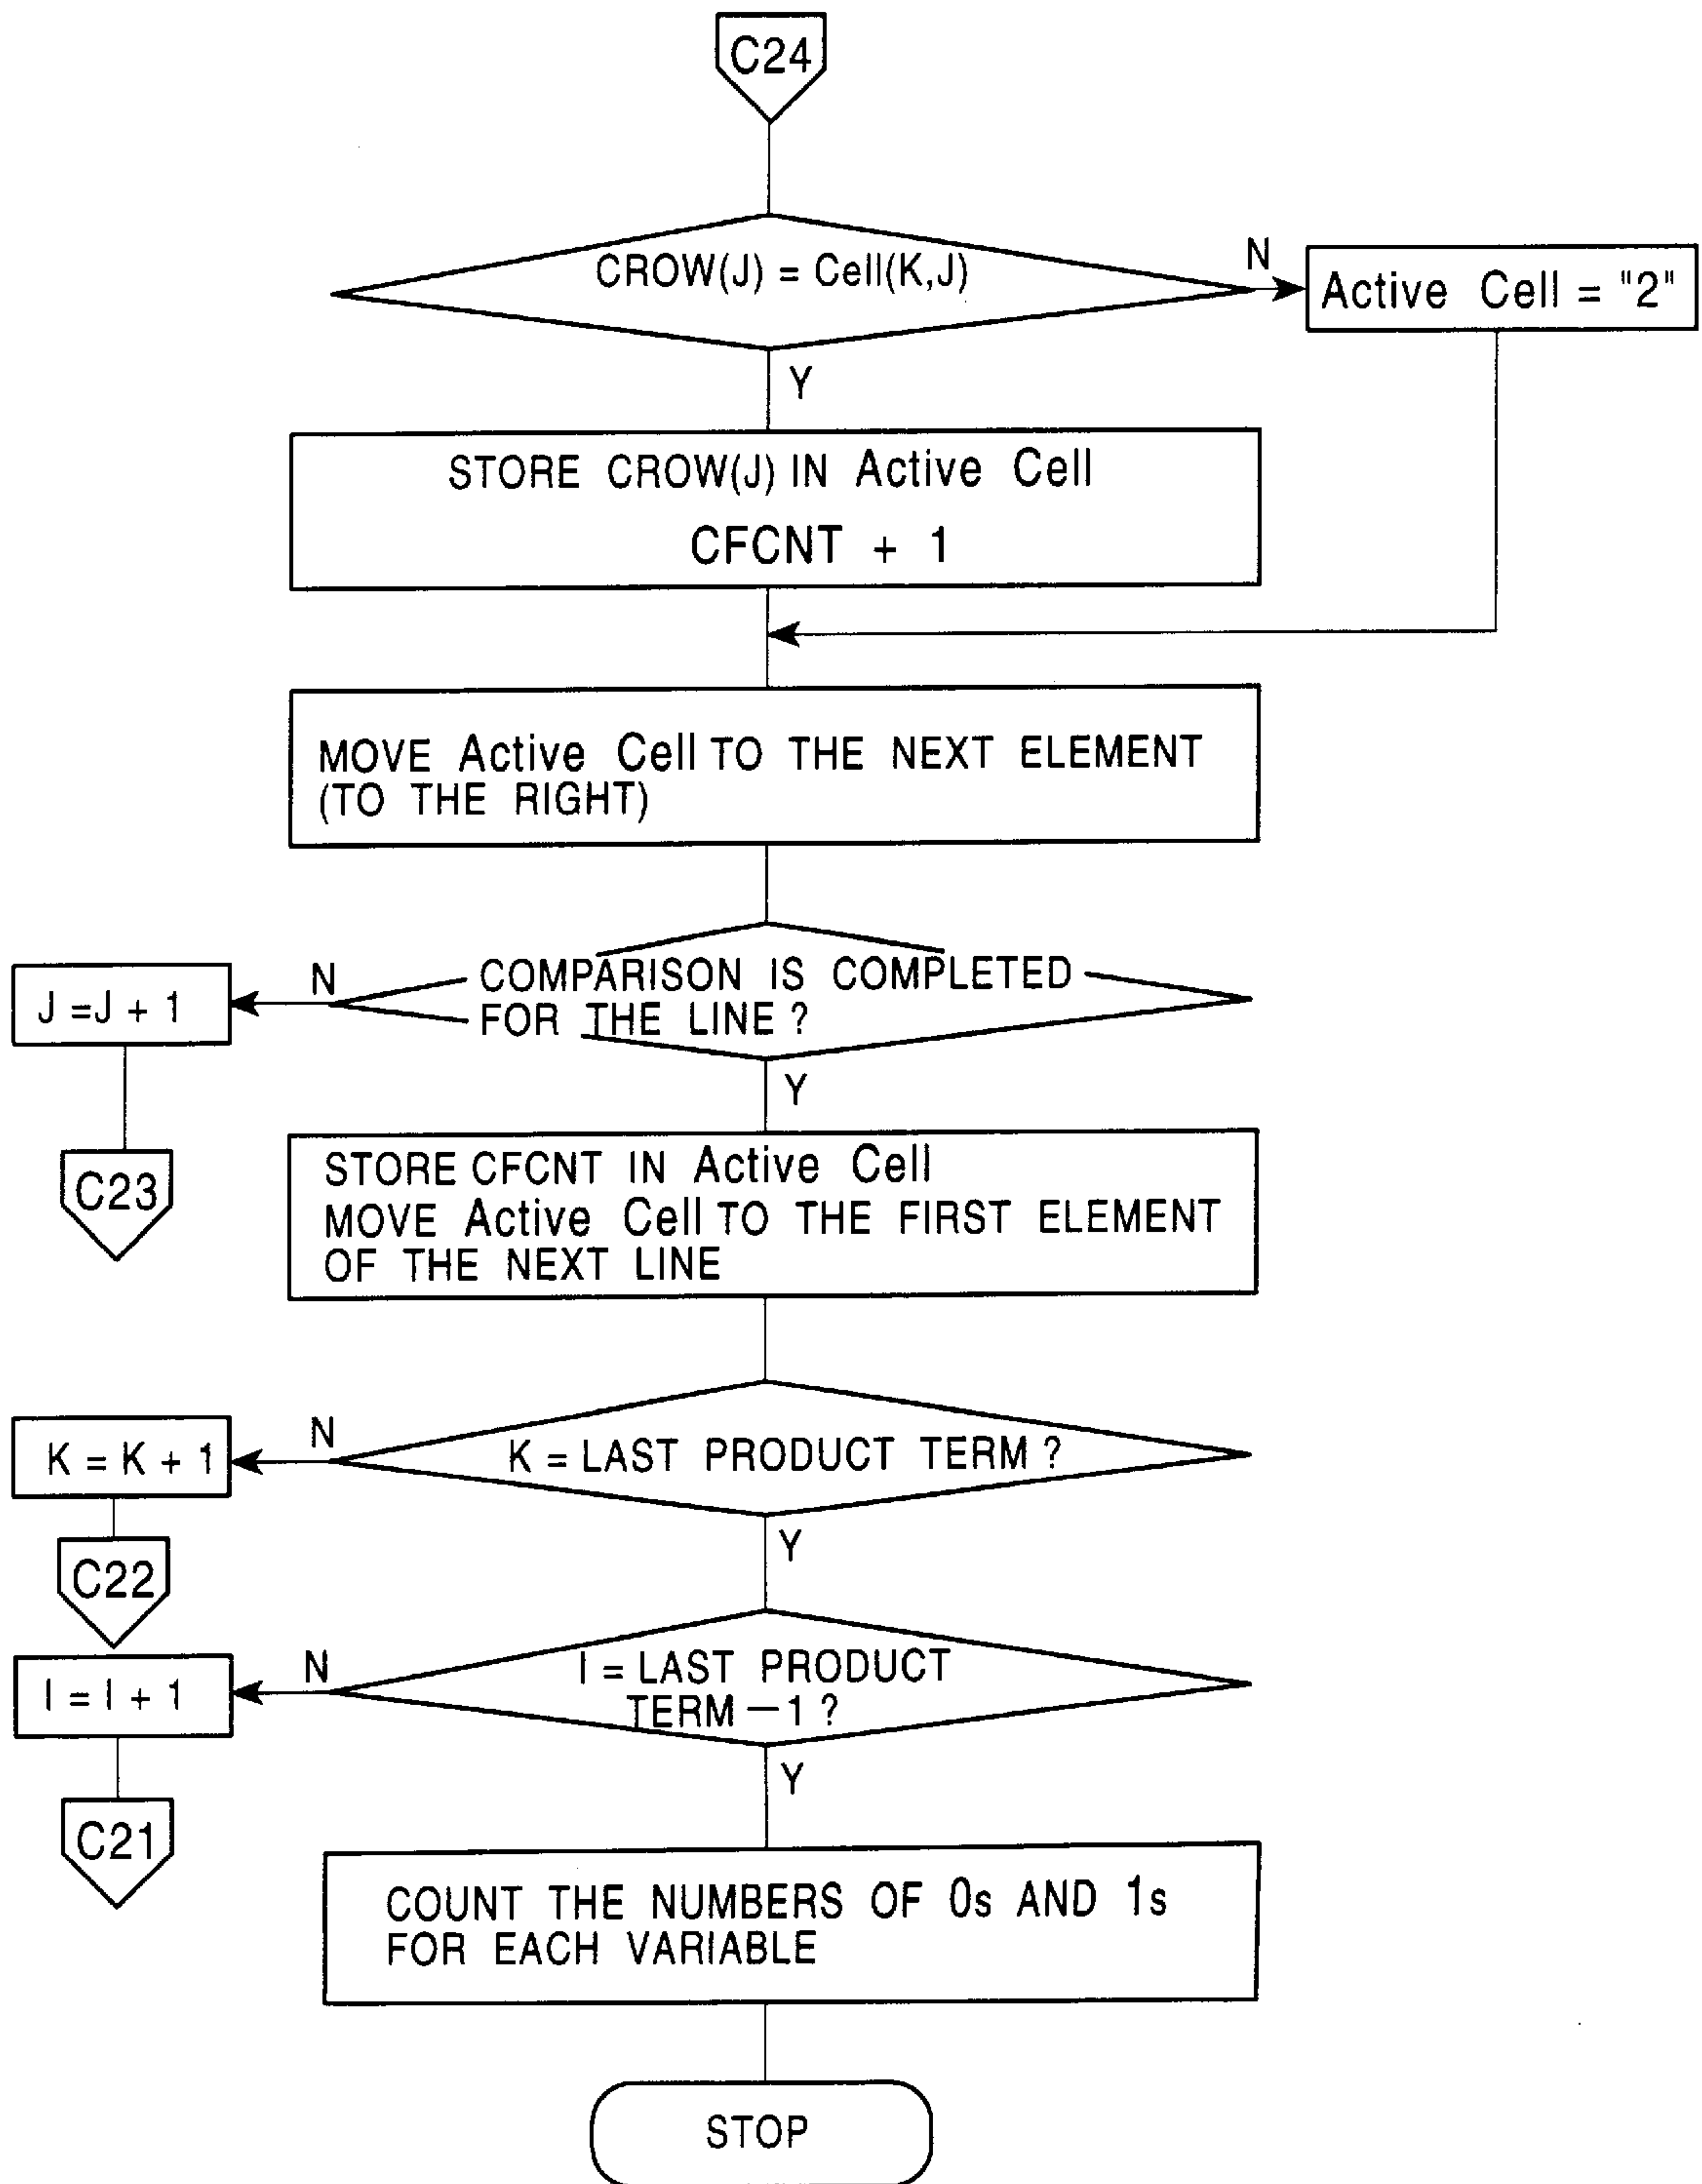 C24
CROW(J) = Cell(K,J)
N
Active Cell = "2"
Y
STORE CROW(J) IN Active Cell
CFCNT + 1
MOVE Active Cell TO THE NEXT ELEMENT
(TO THE RIGHT)
COMPARISON IS COMPLETED
FOR THE LINE ?
N
J =J + 1
C23
Y
STORE CFCNT IN Active Cell
MOVE Active Cell TO THE FIRST ELEMENT
OF THE NEXT LINE
K = LAST PRODUCT TERM ?
N
K = K + 1
C22
Y
I = LAST PRODUCT
TERM −1 ?
N
I = I + 1
C21
Y
COUNT THE NUMBERS OF 0s AND 1s
FOR EACH VARIABLE
STOP